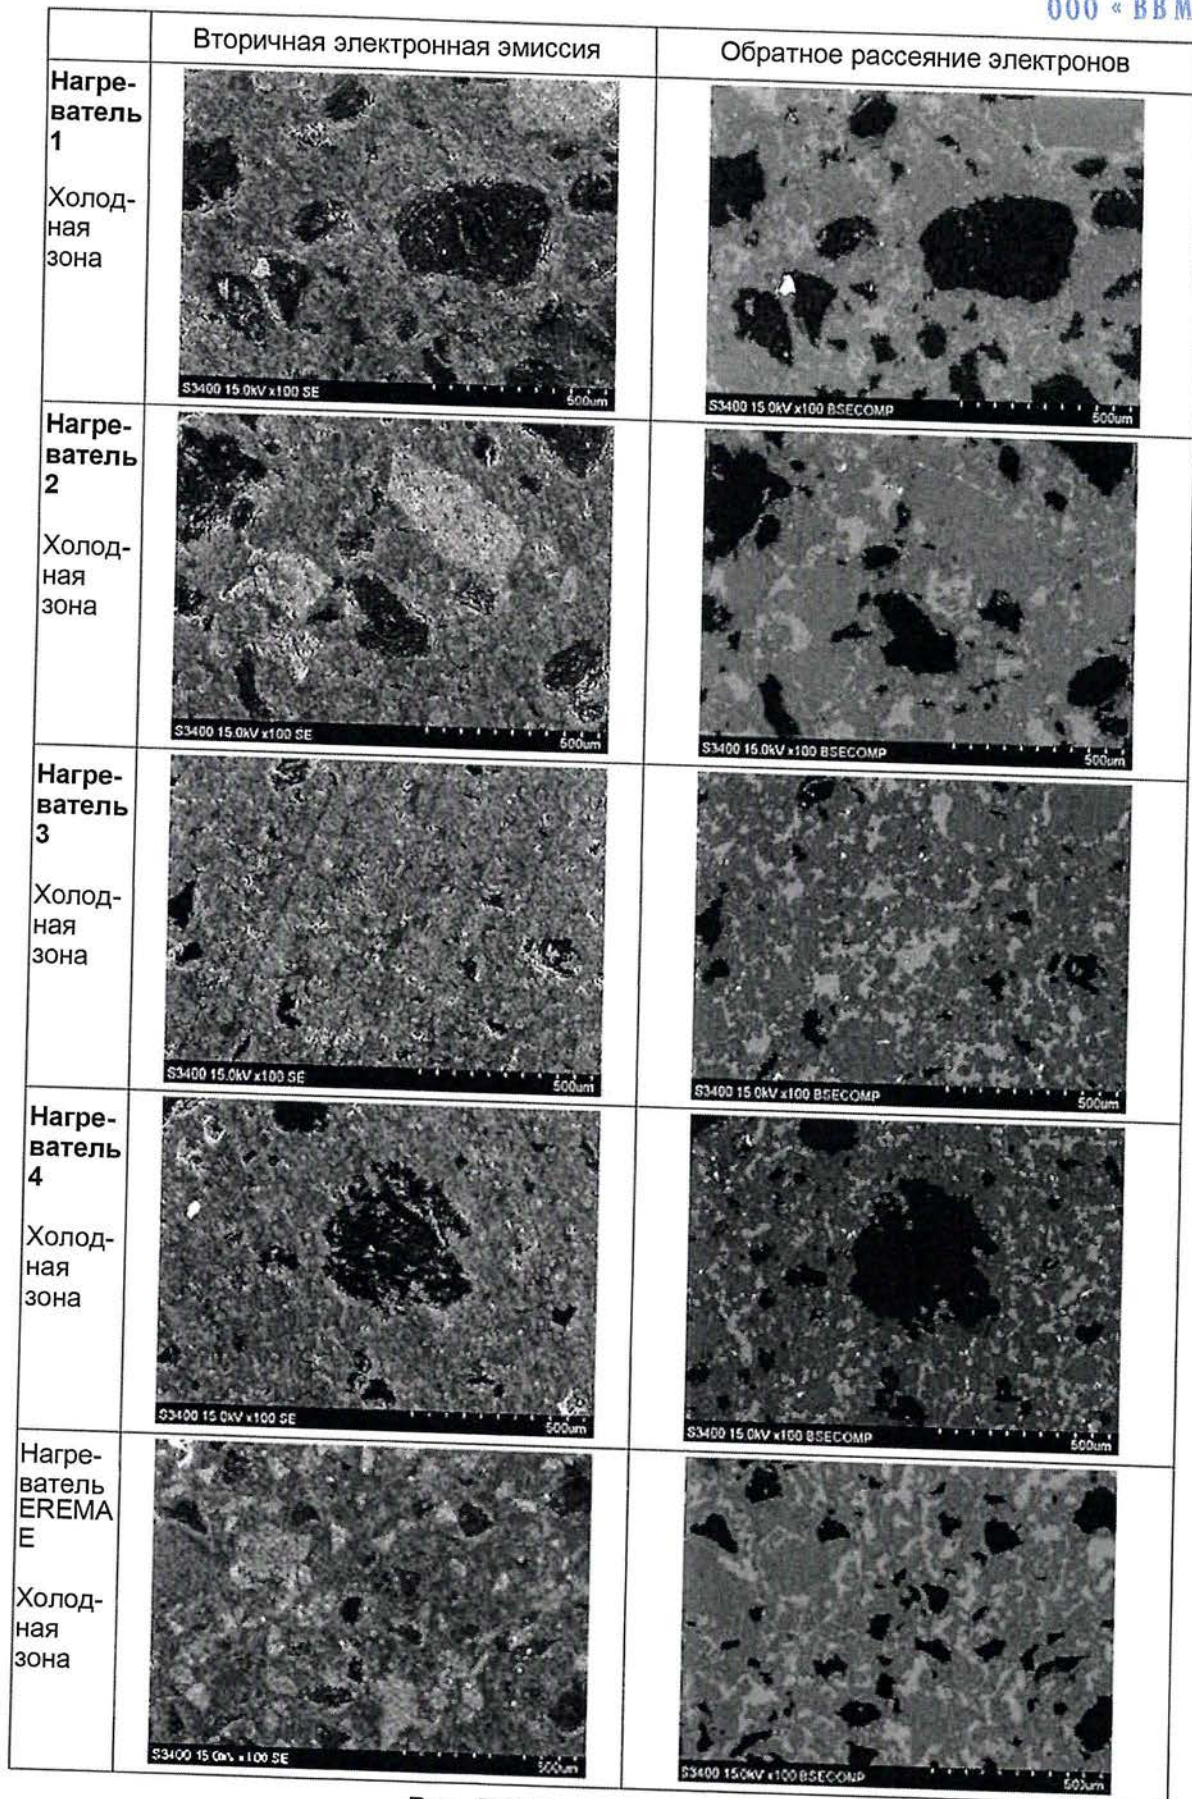 ООО « ВВМ
Вторичная электронная эмиссия
Обратное рассеяние электронов
Нагре-
ватель
1
Холод-
ная
зона
S3400 15.0kV x100 SE
500um
S3400 15.0kV x100 BSECOMP
500um
Нагре-
ватель
2
Холод-
ная
зона
S3400 15.0kV x100 SE
500um
S3400 15.0kV x100 BSECOMP
500um
Нагре-
ватель
3
Холод-
ная
зона
S3400 15.0kV x100 SE
500um
S3400 15.0kV x100 BSECOMP
500um
Нагре-
ватель
4
Холод-
ная
зона
S3400 15.0kV x100 SE
500um
S3400 15.0kV x100 BSECOMP
500um
Нагре-
ватель
EREMA
E
Холод-
ная
зона
S3400 15.0kV x100 SE
500um
S3400 15.0kV x100 BSECOMP
500um